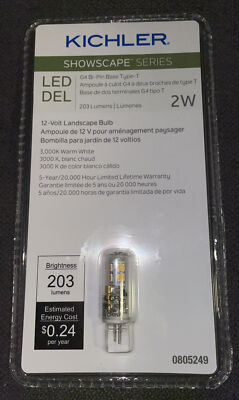 KICHLER
SHOWSCAPE SERIES
LED
DEL
G4 Bi-Pin Base Type-T
Ampoule à culot G4 à deux broches de type T
Base de dos terminales G4 tipo T
203 Lumens | Lúmenes
2W
12-Volt Landscape Bulb
Ampoule de 12 V pour aménagement paysager
Bombilla para jardín de 12 voltios
3,000K Warm White
3000 K, blanc chaud
3000 K de color blanco cálido
5-Year/20,000 Hour Limited Lifetime Warranty
Garantie limitée de 5 ans ou 20 000 heures
5 años/20.000 horas de garantía limitada de por vida
Brightness
203
lumens
Estimated
Energy Cost
$0.24
per year
0805249